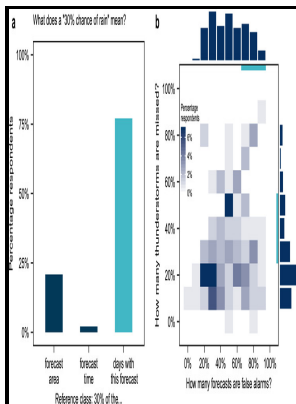 a
What does a "30% chance of rain" mean?
Percentage respondents
100%
75%
50%
25%
0%
forecast
area
forecast
time
days with
this forecast
Reference class: 30% of the...
b
How many thunderstorms are missed?
100%
80%
60%
40%
20%
0%
Percentage
respondents
6%
4%
2%
0%
0% 20% 40% 60% 80% 100%
How many forecasts are false alarms?